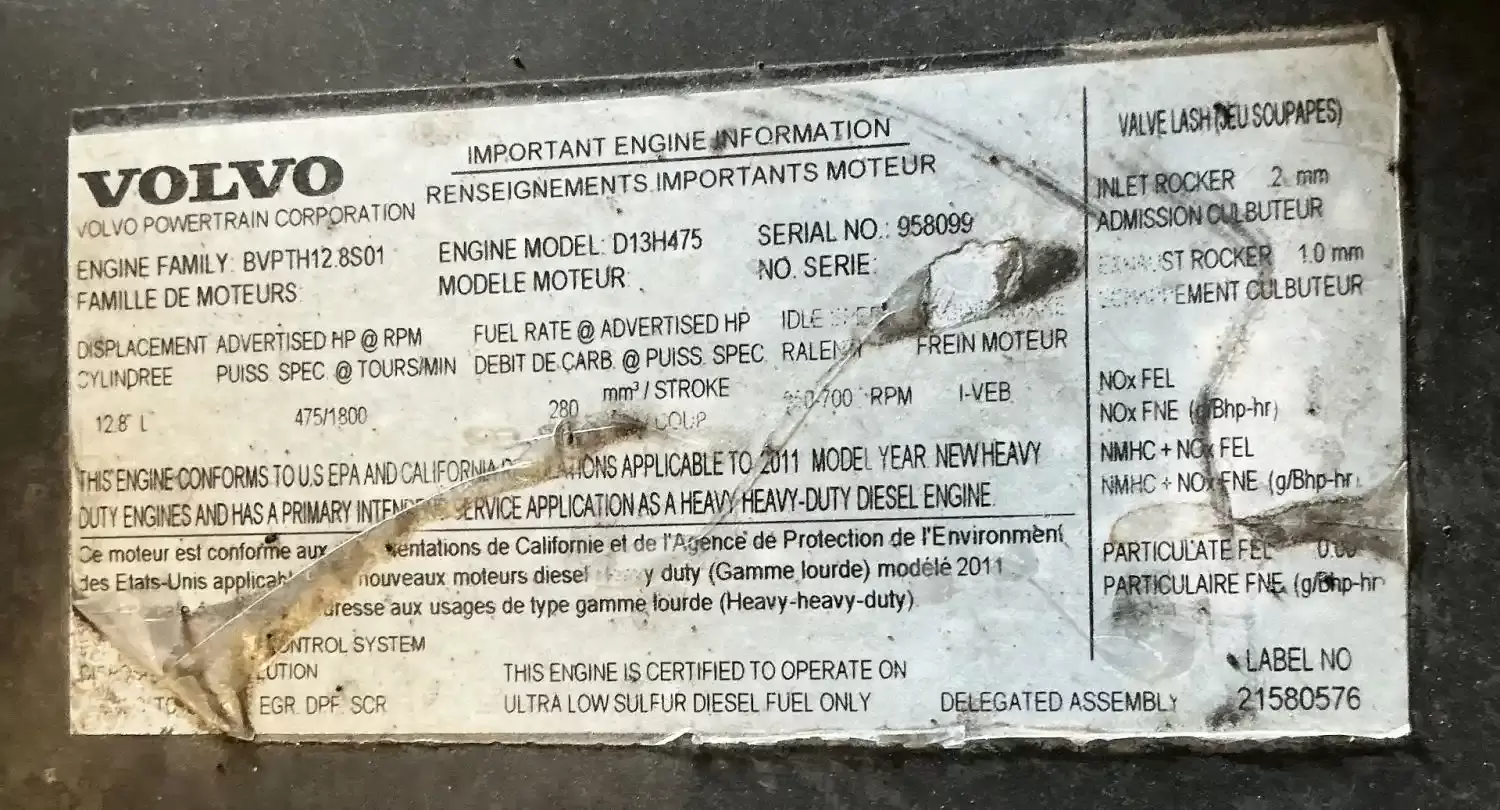 VOLVO
VOLVO POWERTRAIN CORPORATION
IMPORTANT ENGINE INFORMATION
RENSEIGNEMENTS IMPORTANTS MOTEUR
ENGINE FAMILY: BVPTH12.8S01
FAMILLE DE MOTEURS:
ENGINE MODEL: D13H475
MODELE MOTEUR:
SERIAL NO.: 958099
NO. SERIE:
DISPLACEMENT
CYLINDREE
12.8 L
ADVERTISED HP @ RPM
PUISS. SPEC. @ TOURS/MIN
475/1800
FUEL RATE @ ADVERTISED HP
DEBIT DE CARB. @ PUISS. SPEC.
280 mm³ / STROKE
COUP
IDLE
RALENTI
700 RPM
FREIN MOTEUR
I-VEB
THIS ENGINE CONFORMS TO U.S EPA AND CALIFORNIA APPLICABLE TO 2011 MODEL YEAR NEW HEAVY
DUTY ENGINES AND HAS A PRIMARY INTENDED SERVICE APPLICATION AS A HEAVY HEAVY-DUTY DIESEL ENGINE.
Ce moteur est conforme aux de Californie et de l'Agence de Protection de l'Environment
des Etats-Unis nouveaux moteurs diesel duty (Gamme lourde) modélé 2011
aux usages de type gamme lourde (Heavy-heavy-duty).
CONTROL SYSTEM
EGR. DPF. SCR
THIS ENGINE IS CERTIFIED TO OPERATE ON
ULTRA LOW SULFUR DIESEL FUEL ONLY
DELEGATED ASSEMBLY
VALVE LASH (JEU SOUPAPES)
INLET ROCKER .2 mm
ADMISSION CULBUTEUR
EXHAUST ROCKER 1.0 mm
CULBUTEUR
NOx FEL
NOx FNE (g/Bhp-hr)
NMHC + NOx FEL
NMHC + NOx FNE (g/Bhp-hr)
PARTICULATE FEL
PARTICULAIRE FNE (g/Bhp-hr
LABEL NO
21580576